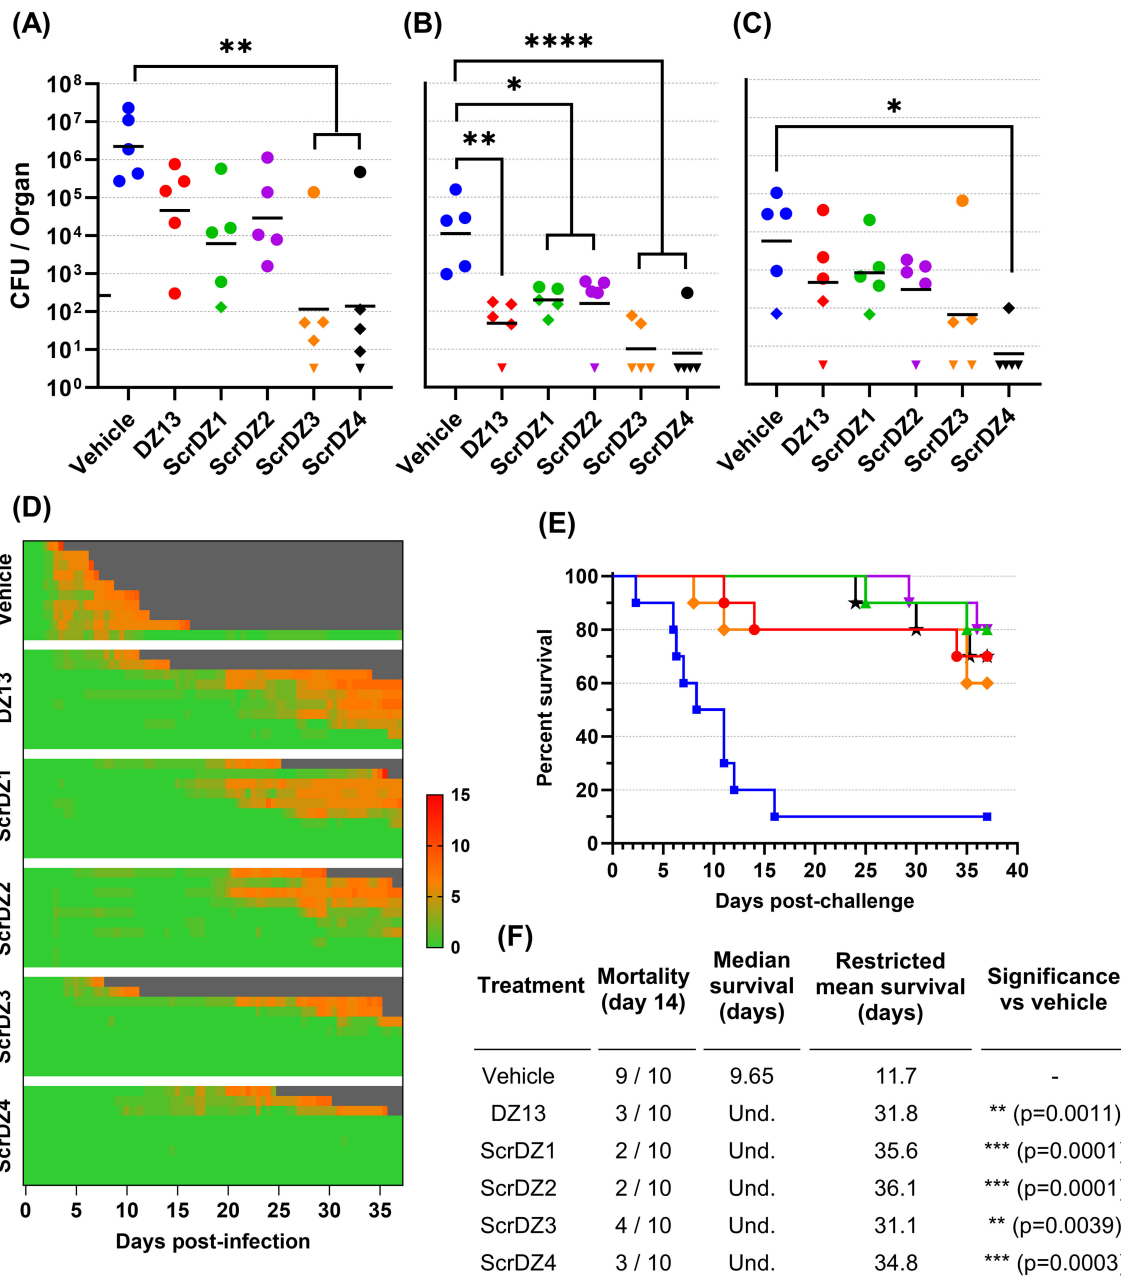 (A)
(B)
(C)
**
****
*
**
*
CFU / Organ
10^8
10^7
10^6
10^5
10^4
10^3
10^2
10^1
10^0
Vehicle
DZ13
ScrDZ1
ScrDZ2
ScrDZ3
ScrDZ4
Vehicle
DZ13
ScrDZ1
ScrDZ2
ScrDZ3
ScrDZ4
Vehicle
DZ13
ScrDZ1
ScrDZ2
ScrDZ3
ScrDZ4
(D)
Vehicle
DZ13
ScrDZ1
ScrDZ2
ScrDZ3
ScrDZ4
0 5 10 15 20 25 30 35
Days post-infection
15
10
5
0
(E)
Percent survival
100
80
60
40
20
0
0 5 10 15 20 25 30 35 40
Days post-challenge
(F)
Treatment Mortality (day 14) Median survival (days) Restricted mean survival (days) Significance vs vehicle
Vehicle 9 / 10 9.65 11.7 -
DZ13 3 / 10 Und. 31.8 ** (p=0.0011)
ScrDZ1 2 / 10 Und. 35.6 *** (p=0.0001)
ScrDZ2 2 / 10 Und. 36.1 *** (p=0.0001)
ScrDZ3 4 / 10 Und. 31.1 ** (p=0.0039)
ScrDZ4 3 / 10 Und. 34.8 *** (p=0.0003)